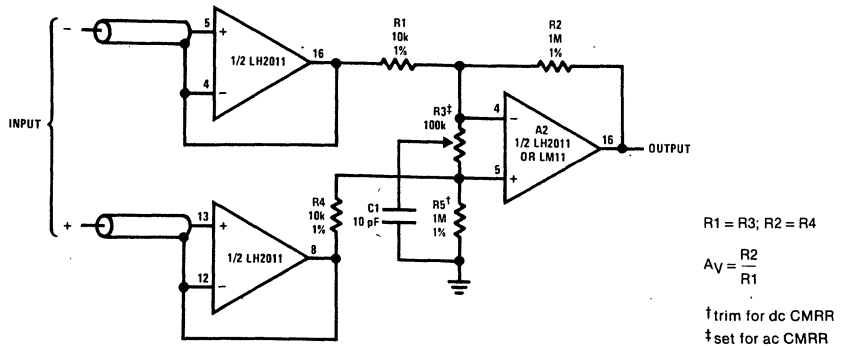 INPUT
−
+
5
+
4
−
1/2 LH2011
16
R1
10k
1%
R2
1M
1%
R3‡
100k
4
−
5
+
A2
1/2 LH2011
OR LM11
16
OUTPUT
13
+
12
−
1/2 LH2011
8
R4
10k
1%
C1
10 pF
R5†
1M
1%
R1 = R3; R2 = R4
AV = R2
R1
†trim for dc CMRR
‡set for ac CMRR